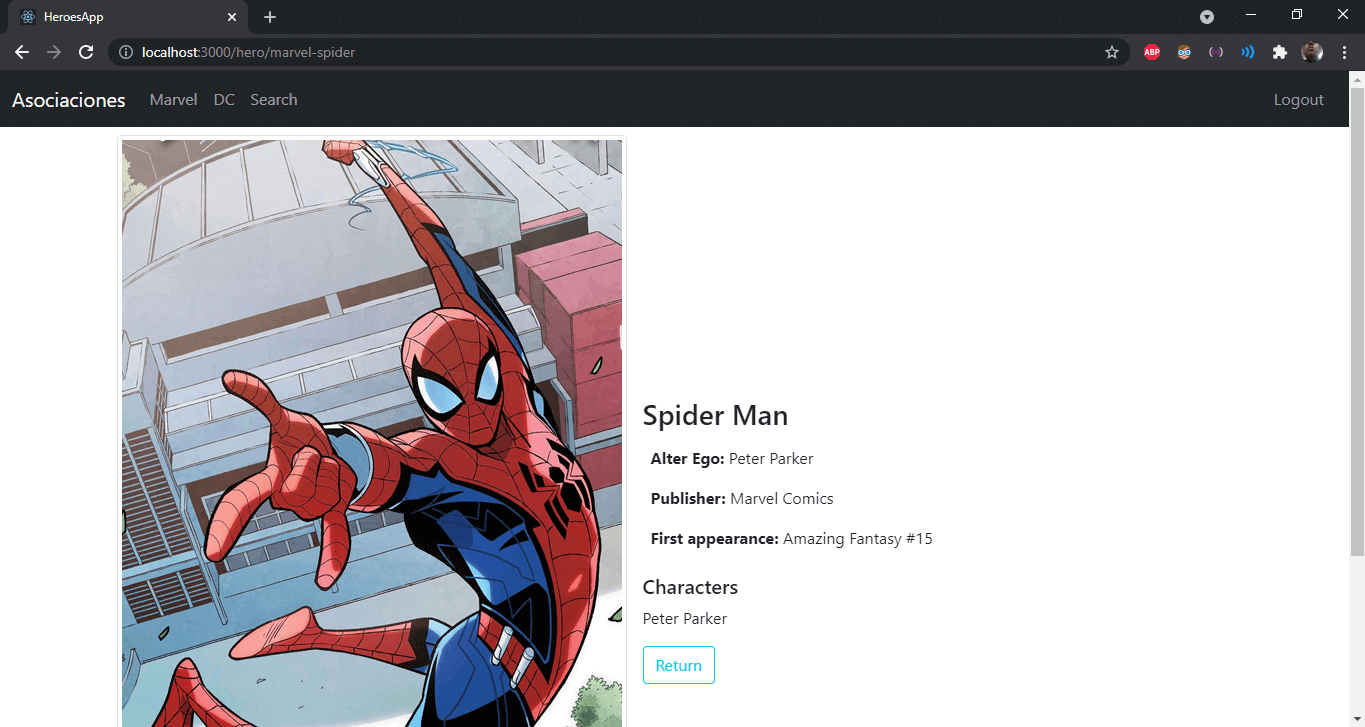 HeroesApp
localhost:3000/hero/marvel-spider
ABP
Asociaciones Marvel DC Search Logout
Spider Man
Alter Ego: Peter Parker
Publisher: Marvel Comics
First appearance: Amazing Fantasy #15
Characters
Peter Parker
Return